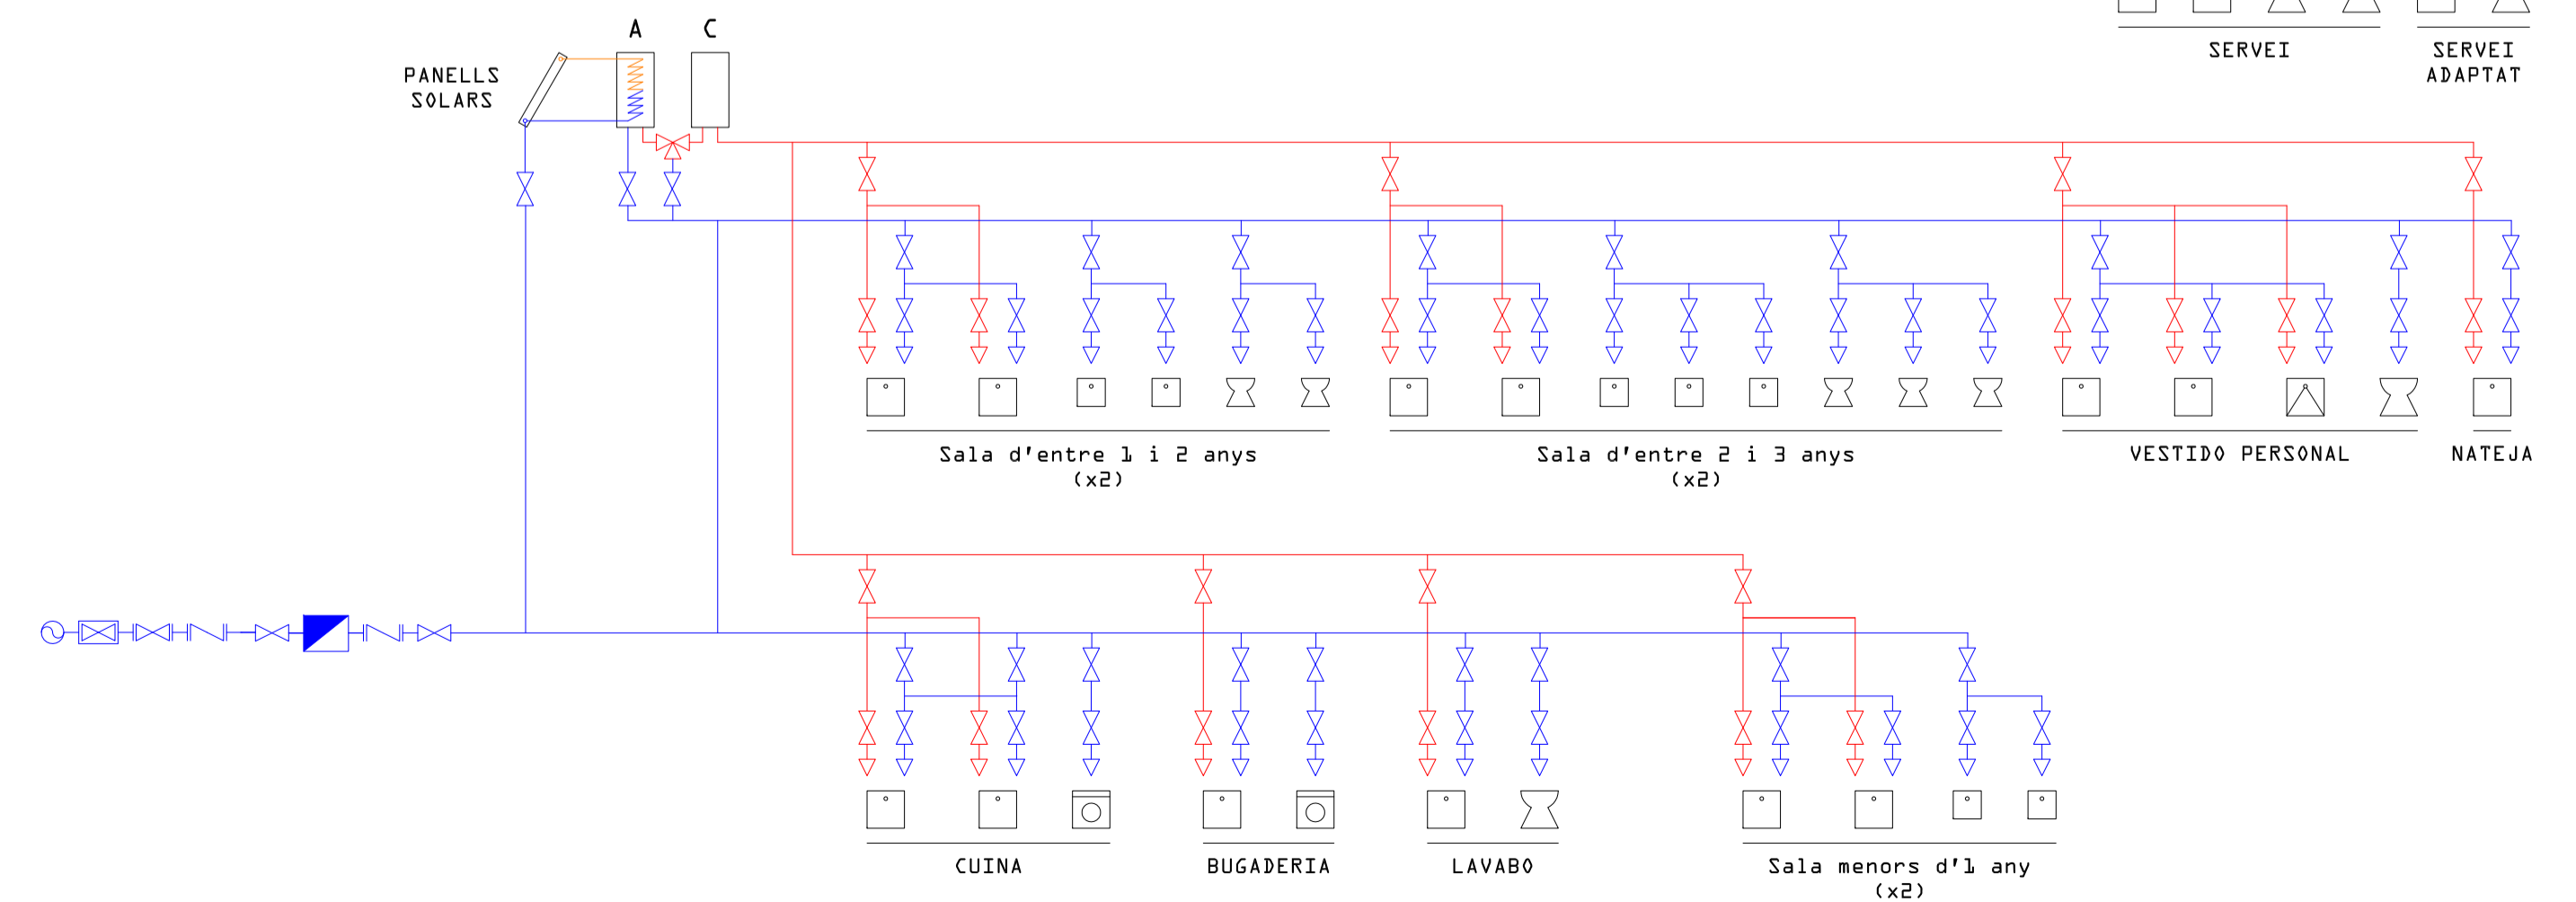 A
C
SERVEI
SERVEI
ADAPTAT
PANELLS
SOLARS
Sala d'entre 1 i 2 anys
(x2)
Sala d'entre 2 i 3 anys
(x2)
VESTIDO PERSONAL
NATEJA
CUINA
BUGADERIA
LAVABO
Sala menors d'1 any
(x2)